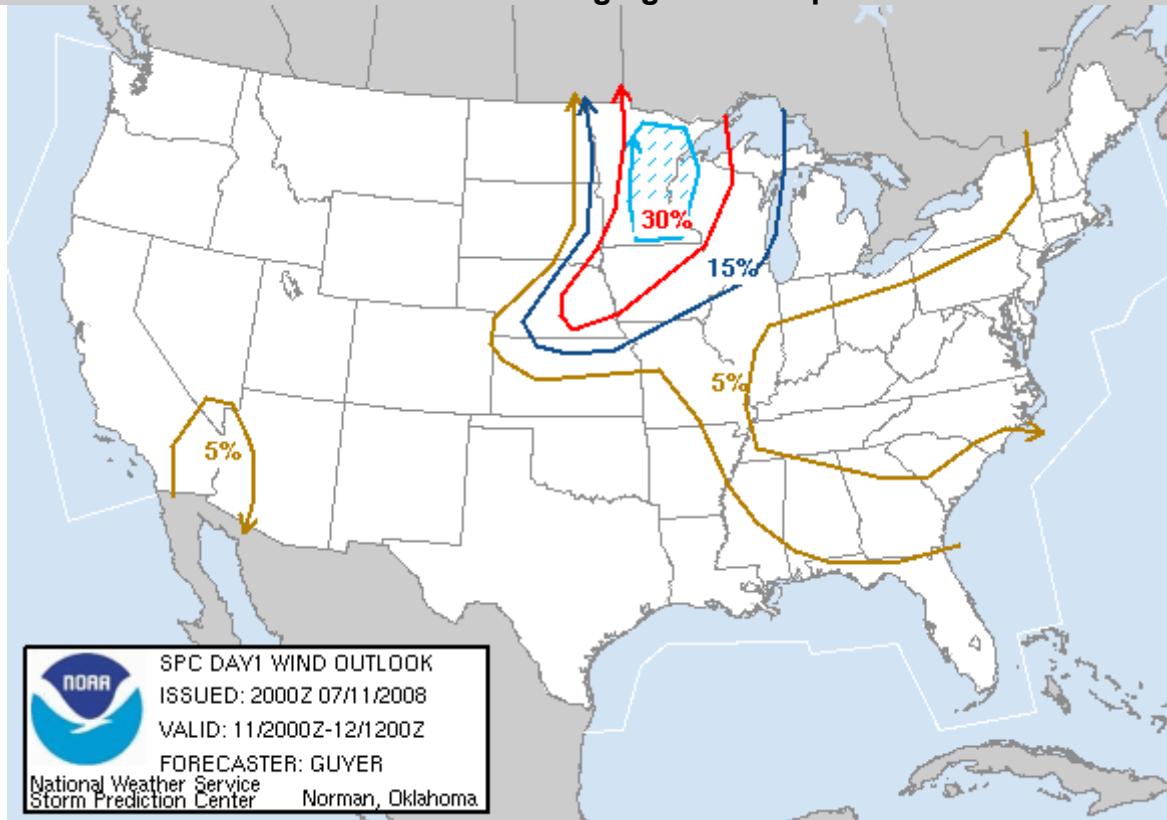 30%
15%
5%
5%
NOAA
SPC DAY1 WIND OUTLOOK
ISSUED: 2000Z 07/11/2008
VALID: 11/2000Z-12/1200Z
FORECASTER: GUYER
National Weather Service
Storm Prediction Center Norman, Oklahoma